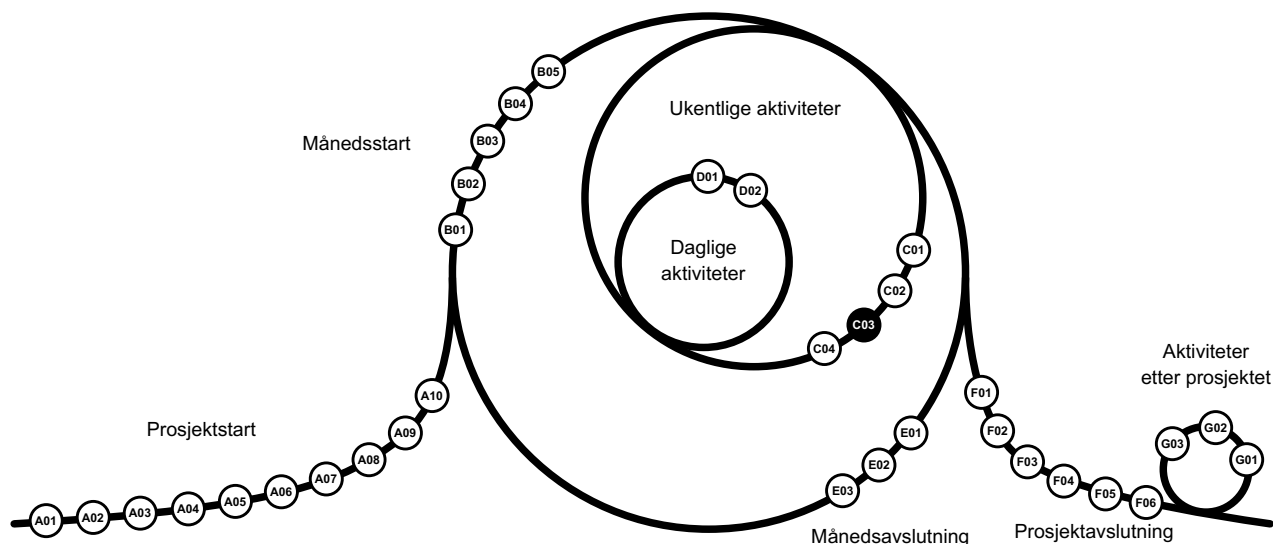 B05
B04
Ukentlige aktiviteter
Månedsstart
B03
B02
D01
D02
B01
Daglige
aktiviteter
C01
C02
C03
C04
Aktiviteter
etter prosjektet
A10
F01
Prosjektstart
A09
E01
F02
G02
G03
G01
A08
E02
F03
A07
F04
A06
E03
F05
A05
F06
A04
A03
A02
A01
Månedsavslutning
Prosjektavslutning